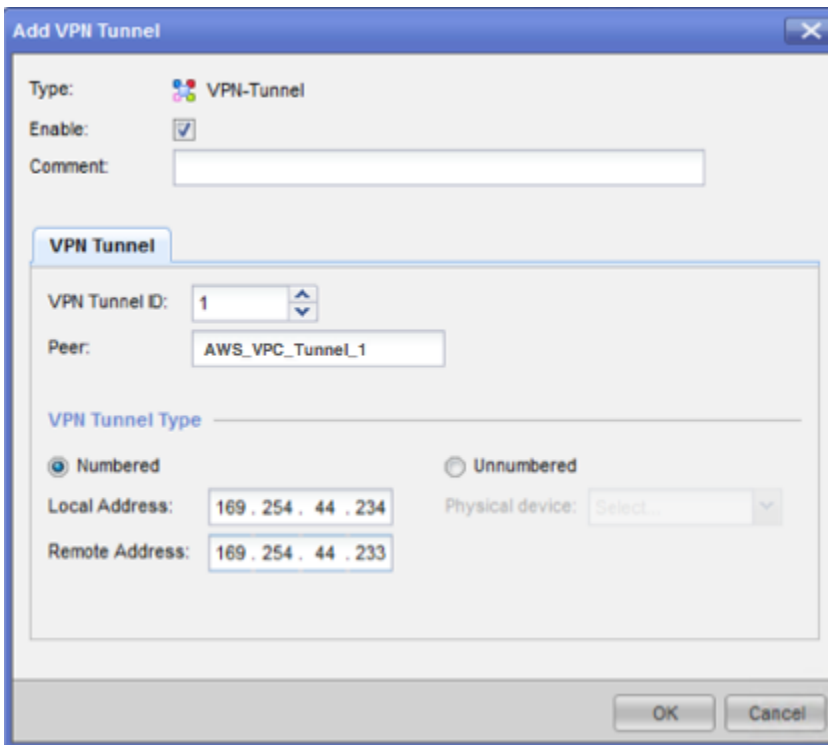 Add VPN Tunnel
Type: VPN-Tunnel
Enable:
Comment:
VPN Tunnel
VPN Tunnel ID: 1
Peer: AWS_VPC_Tunnel_1
VPN Tunnel Type
Numbered Unnumbered
Local Address: 169 . 254 . 44 . 234 Physical device: Select...
Remote Address: 169 . 254 . 44 . 233
OK Cancel